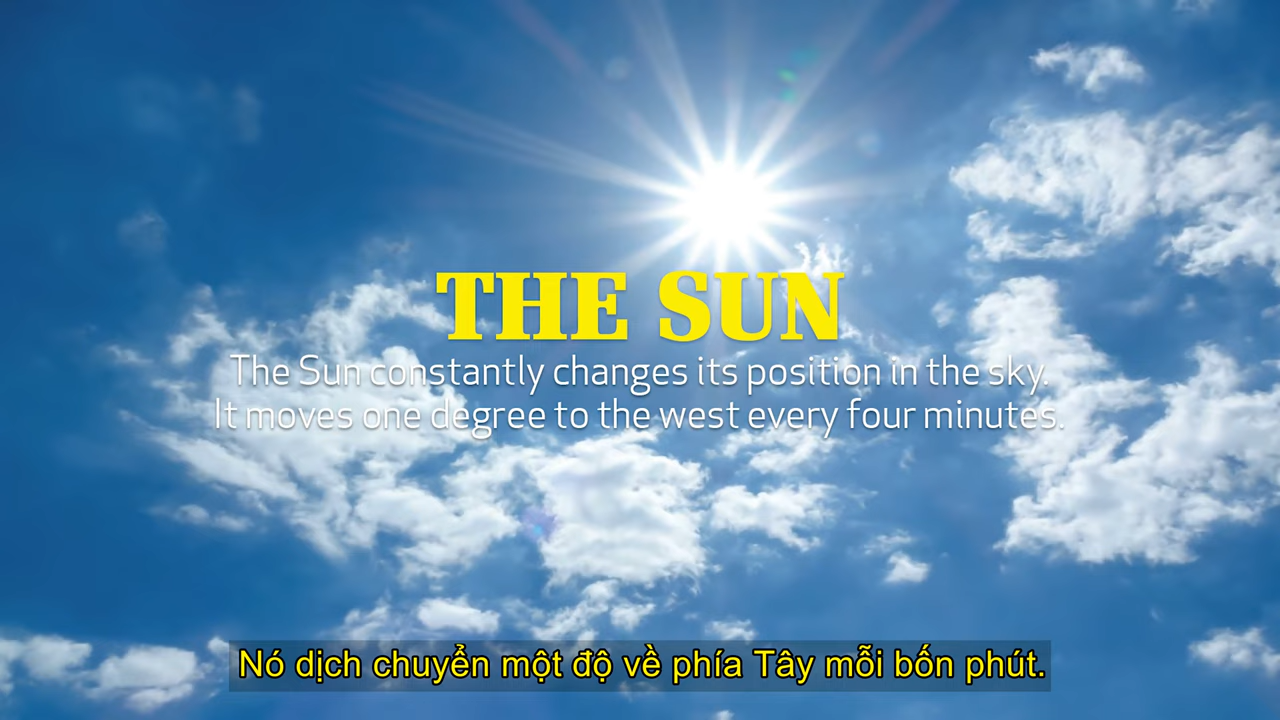 THE SUN
The Sun constantly changes its position in the sky.
It moves one degree to the west every four minutes.
Nó dịch chuyển một độ về phía Tây mỗi bốn phút.